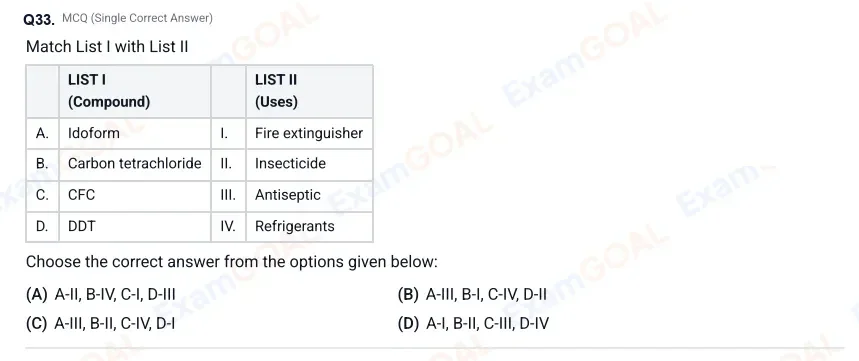 Q33. MCQ (Single Correct Answer)
Match List I with List II
LIST I (Compound) LIST II (Uses)
A. Idoform I. Fire extinguisher
B. Carbon tetrachloride II. Insecticide
C. CFC III. Antiseptic
D. DDT IV. Refrigerants
Choose the correct answer from the options given below:
(A) A-II, B-IV, C-I, D-III (B) A-III, B-I, C-IV, D-II
(C) A-III, B-II, C-IV, D-I (D) A-I, B-II, C-III, D-IV
ExamGOAL